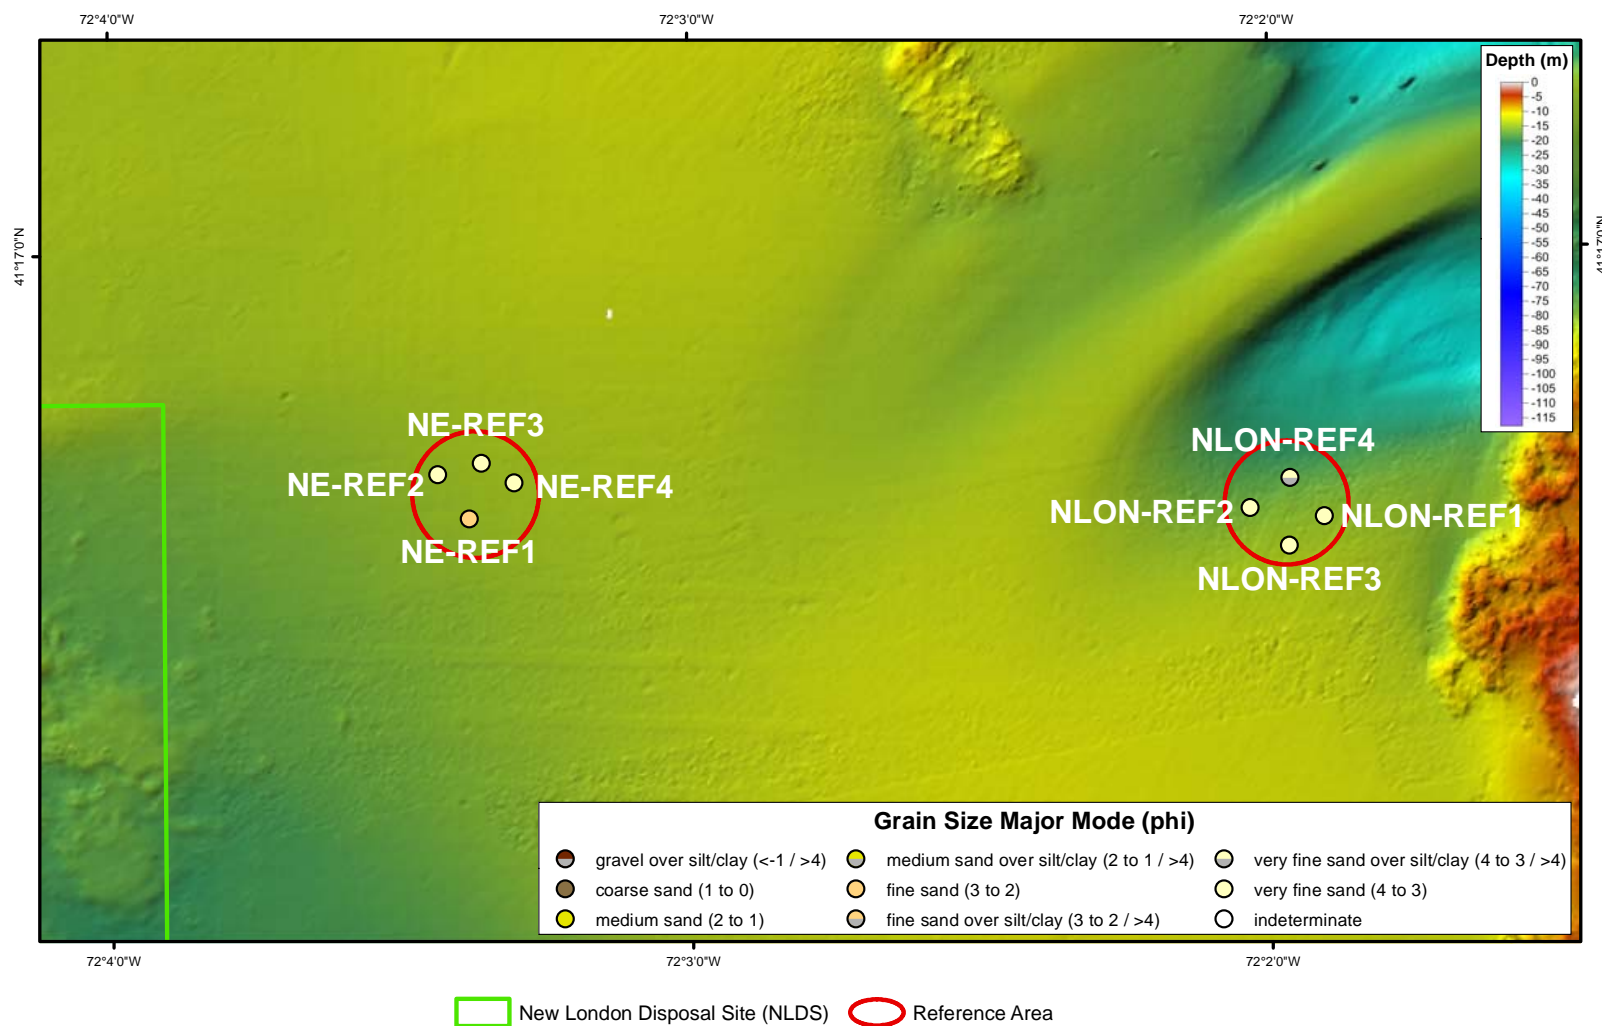 72°4'0"W
72°3'0"W
72°2'0"W
Depth (m)
0
-5
-10
-15
-20
-25
-30
-35
-40
-45
-50
-55
-60
-65
-70
-75
-80
-85
-90
-95
-100
-105
-110
-115
41°17'0"N
41°17'0"N
NE-REF3
NE-REF2
NE-REF4
NE-REF1
NLON-REF4
NLON-REF2
NLON-REF1
NLON-REF3
Grain Size Major Mode (phi)
gravel over silt/clay (<-1 / >4)
medium sand over silt/clay (2 to 1 / >4)
very fine sand over silt/clay (4 to 3 / >4)
coarse sand (1 to 0)
fine sand (3 to 2)
very fine sand (4 to 3)
medium sand (2 to 1)
fine sand over silt/clay (3 to 2 / >4)
indeterminate
72°4'0"W
72°3'0"W
72°2'0"W
New London Disposal Site (NLDS)
Reference Area